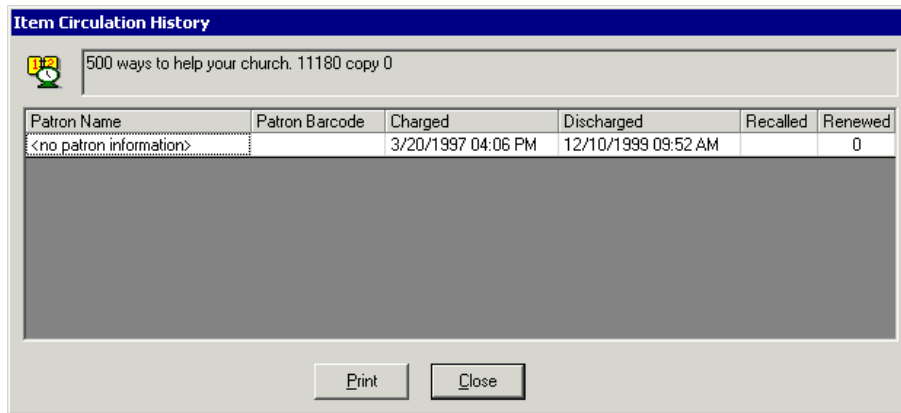 Item Circulation History
500 ways to help your church. 11180 copy 0
Patron Name Patron Barcode Charged Discharged Recalled Renewed
<no patron information> 3/20/1997 04:06 PM 12/10/1999 09:52 AM 0
Print Close